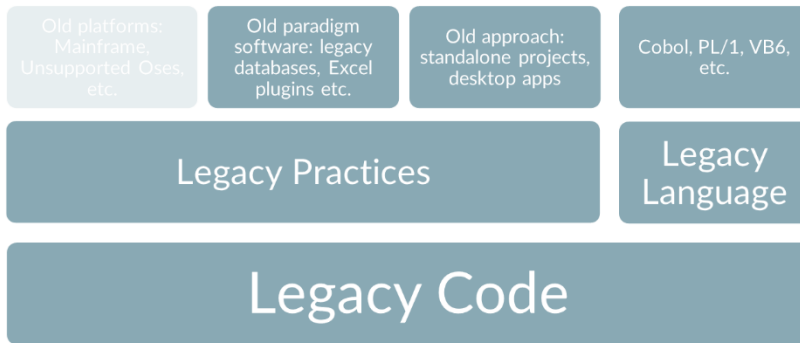 Old platforms:
Mainframe,
Unsupported Oses,
etc.
Old paradigm
software: legacy
databases, Excel
plugins etc.
Old approach:
standalone projects,
desktop apps
Cobol, PL/1, VB6,
etc.
Legacy Practices
Legacy
Language
Legacy Code